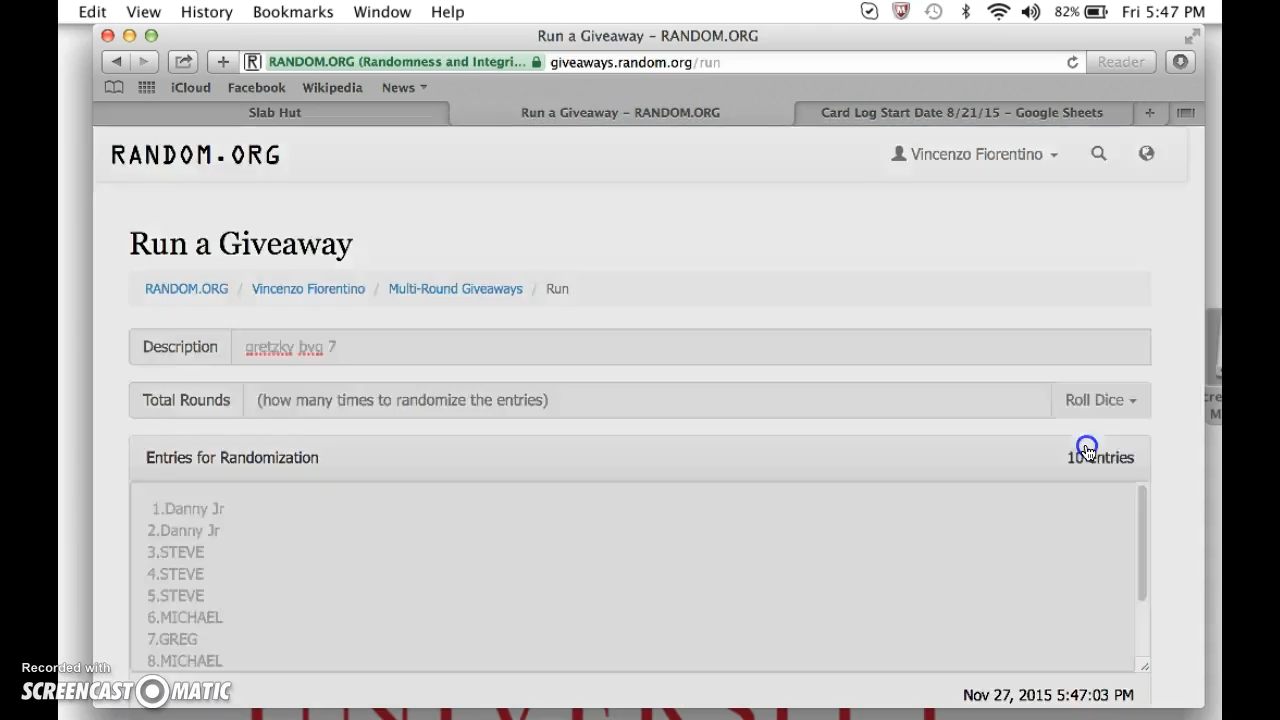 Edit View History Bookmarks Window Help 82% Fri 5:47 PM
Run a Giveaway – RANDOM.ORG
R RANDOM.ORG (Randomness and Integri... giveaways.random.org/run Reader
iCloud Facebook Wikipedia News
Slab Hut Run a Giveaway – RANDOM.ORG Card Log Start Date 8/21/15 – Google Sheets
RANDOM.ORG Vincenzo Fiorentino
Run a Giveaway
RANDOM.ORG / Vincenzo Fiorentino / Multi-Round Giveaways / Run
Description gretzky bvg 7
Total Rounds (how many times to randomize the entries) Roll Dice
Entries for Randomization 10 Entries
1.Danny Jr
2.Danny Jr
3.STEVE
4.STEVE
5.STEVE
6.MICHAEL
7.GREG
8.MICHAEL
Nov 27, 2015 5:47:03 PM
Recorded with
SCREENCAST MATIC